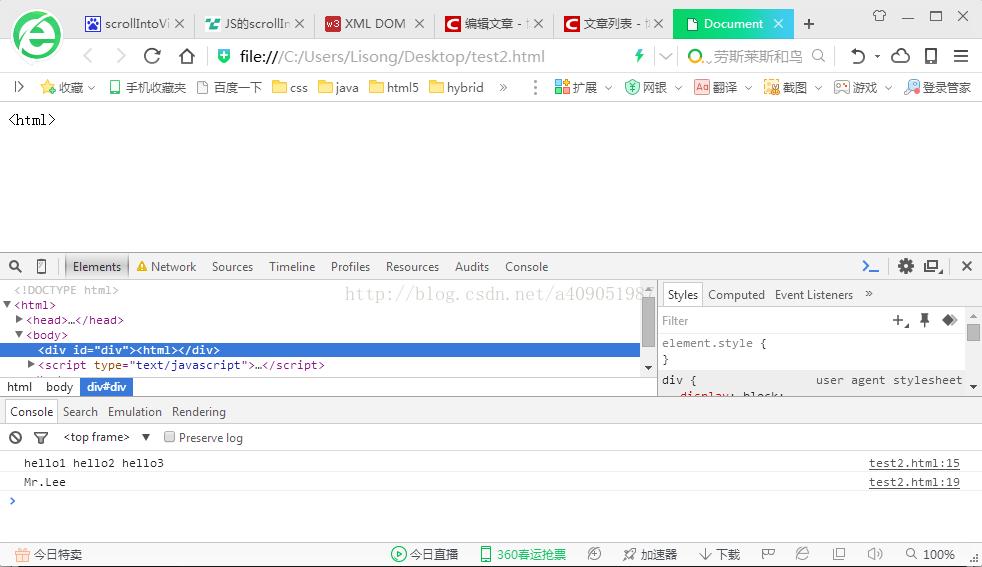 scrollIntoVi
JS的scrollIn
XML DOM
编辑文章 -
文章列表 -
Document
file:///C:/Users/Lisong/Desktop/test2.html
劳斯莱斯和鸟
收藏
手机收藏夹
百度一下
css
java
html5
hybrid
»
扩展
网银
翻译
截图
游戏
登录管家
<html>
Elements
Network
Sources
Timeline
Profiles
Resources
Audits
Console
<!DOCTYPE html>
<html>
<head>…</head>
<body>
<div id="div"><html></div>
<script type="text/javascript">…</script>
http://blog.csdn.net/a409051987
Styles
Computed
Event Listeners
»
Filter
element.style {
}
div {
user agent stylesheet
display: block;
html
body
div#div
Console
Search
Emulation
Rendering
<top frame>
Preserve log
hello1 hello2 hello3
test2.html:15
Mr.Lee
test2.html:19
今日特卖
今日直播
360春运抢票
加速器
下载
100%